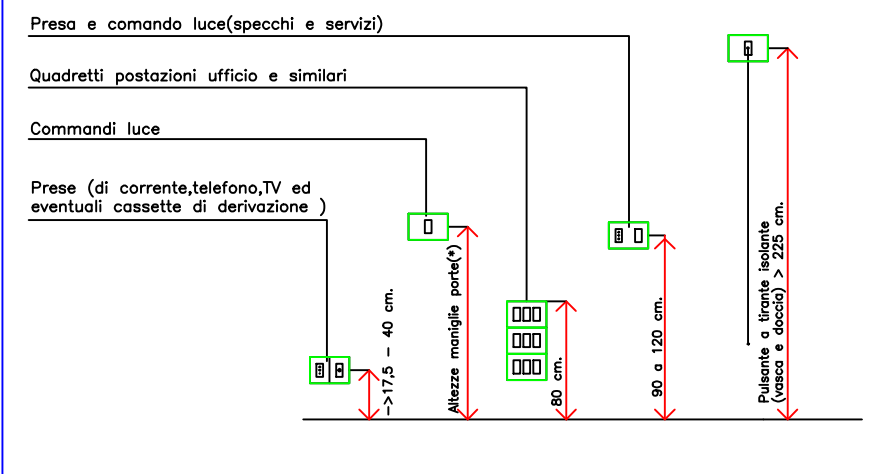 Presa e comando luce(specchi e servizi)
Quadretti postazioni ufficio e similari
Commandi luce
Prese (di corrente,telefono,TV ed
eventuali cassette di derivazione )
->17,5 - 40 cm.
Altezze maniglie porte(*)
80 cm.
90 a 120 cm.
Pulsante a tirante isolante
(vasca e doccia) > 225 cm.